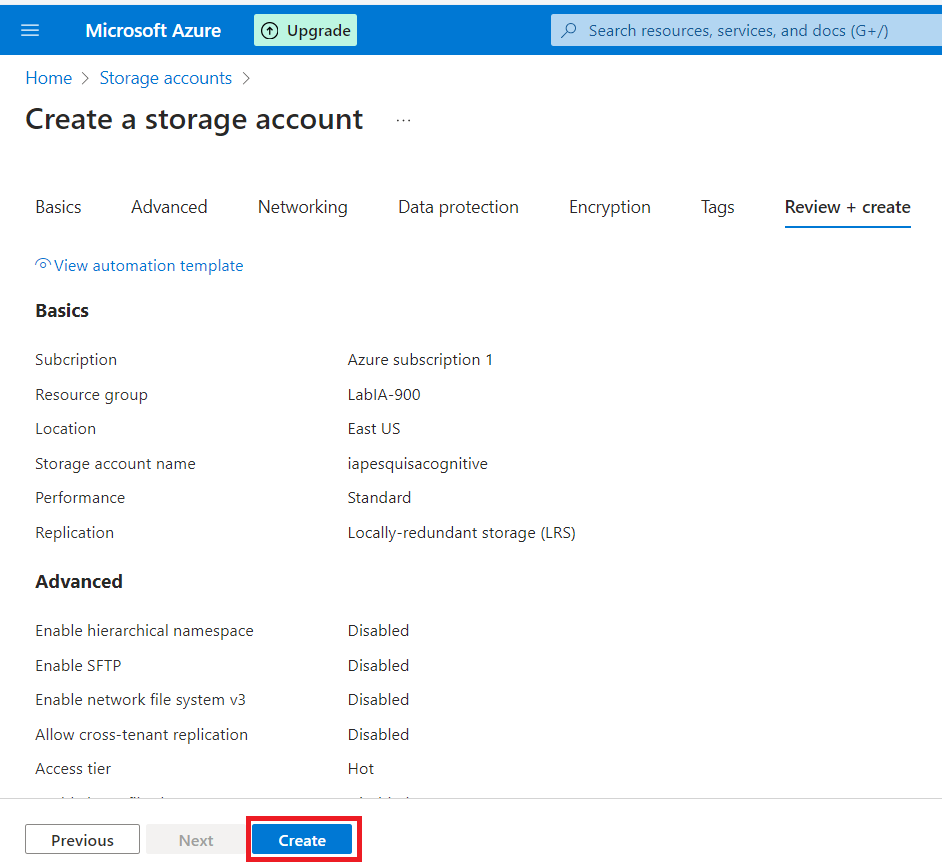 Microsoft Azure Upgrade Search resources, services, and docs (G+/)
Home > Storage accounts >
Create a storage account ...
Basics Advanced Networking Data protection Encryption Tags Review + create
View automation template
Basics
Subcription Azure subscription 1
Resource group LabIA-900
Location East US
Storage account name iapesquisacognitive
Performance Standard
Replication Locally-redundant storage (LRS)
Advanced
Enable hierarchical namespace Disabled
Enable SFTP Disabled
Enable network file system v3 Disabled
Allow cross-tenant replication Disabled
Access tier Hot
Previous Next Create